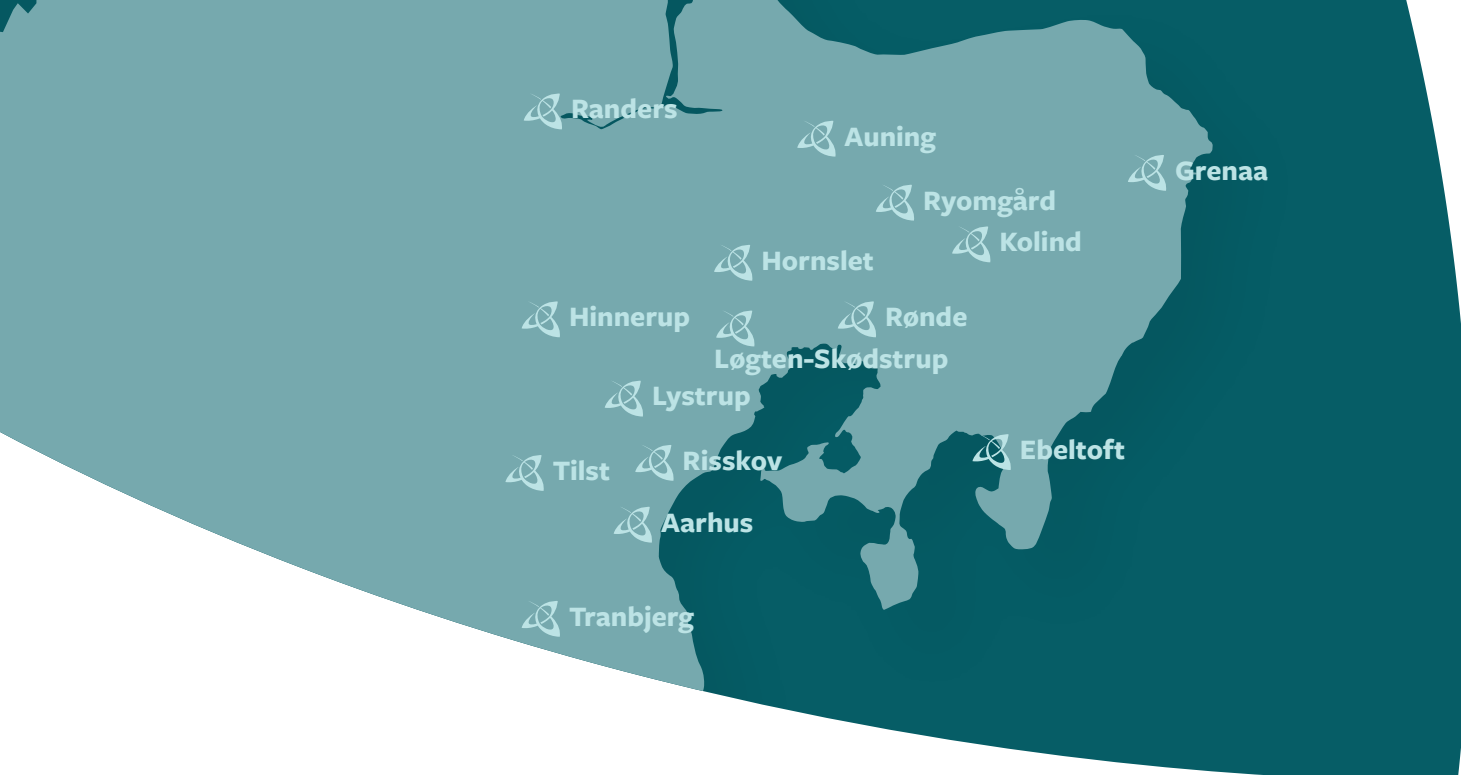 Randers
Auning
Grenaa
Ryomgård
Kolind
Hornslet
Hinnerup
Rønde
Løgten-Skødstrup
Lystrup
Ebeltoft
Risskov
Tilst
Aarhus
Tranbjerg